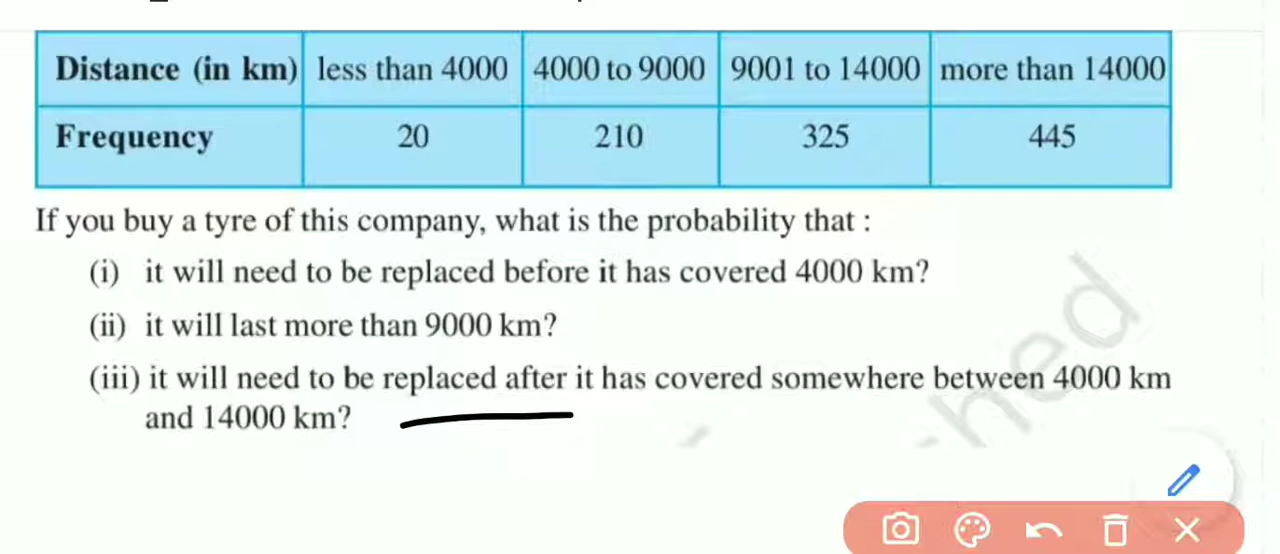 Distance (in km) less than 4000 4000 to 9000 9001 to 14000 more than 14000
Frequency 20 210 325 445
If you buy a tyre of this company, what is the probability that :
(i) it will need to be replaced before it has covered 4000 km?
(ii) it will last more than 9000 km?
(iii) it will need to be replaced after it has covered somewhere between 4000 km
and 14000 km?
hed